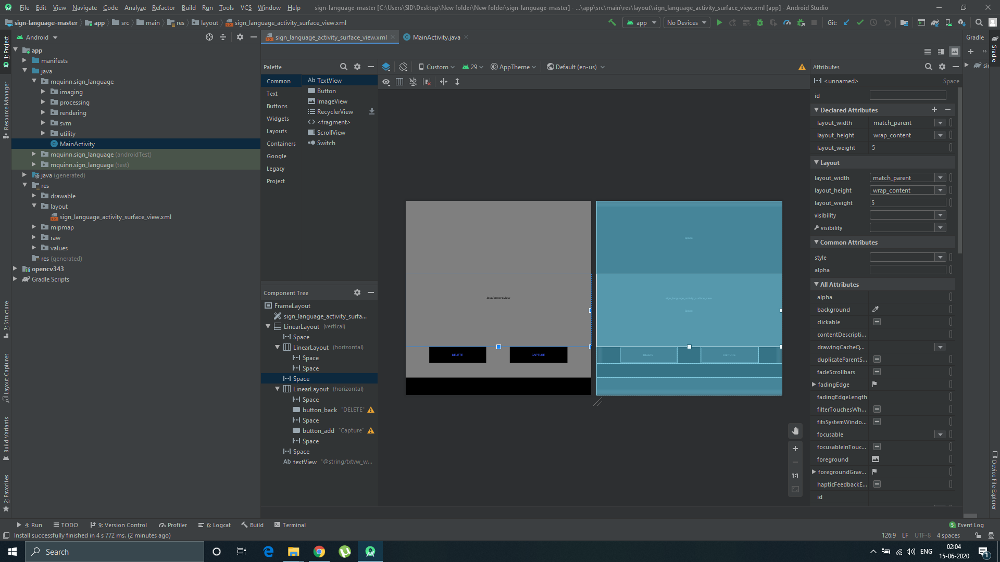 File Edit View Navigate Code Analyze Refactor Build Run Tools VCS Window Help sign-language-master [C:\Users\SID\Desktop\New folder\New folder\sign-language-master] - ...\app\src\main\res\layout\sign_language_activity_surface_view.xml [app] - Android Studio
sign-language-master app src main res layout sign_language_activity_surface_view.xml app No Devices Git:
Android
sign_language_activity_surface_view.xml MainActivity.java Gradle
1: Project
Resource Manager
7: Structure
Layout Captures
Build Variants
2: Favorites
app
manifests
java
mquinn.sign_language
imaging
processing
rendering
svm
utility
MainActivity
mquinn.sign_language (androidTest)
mquinn.sign_language (test)
java (generated)
res
drawable
layout
sign_language_activity_surface_view.xml
mipmap
raw
values
res (generated)
opencv343
Gradle Scripts
Palette
Common
Text
Buttons
Widgets
Layouts
Containers
Google
Legacy
Project
Ab TextView
Button
ImageView
RecyclerView
<fragment>
ScrollView
Switch
Component Tree
FrameLayout
sign_language_activity_surfa...
LinearLayout (vertical)
Space
LinearLayout (horizontal)
Space
Space
Space
LinearLayout (horizontal)
Space
button_back "DELETE"
Space
button_add "Capture"
Space
Space
Ab textView "@string/txtvw_w...
Custom 29 AppTheme Default (en-us)
JavaCameraView
DELETE CAPTURE
Space
sign_language_activity_surface_view
Space
DELETE CAPTURE
1:1
Attributes
<unnamed> Space
id
Declared Attributes
layout_width match_parent
layout_height wrap_content
layout_weight 5
Layout
layout_width match_parent
layout_height wrap_content
layout_weight 5
visibility
visibility
Common Attributes
style
alpha
All Attributes
alpha
background
clickable
contentDescripti...
drawingCacheQ...
duplicateParentS...
fadeScrollbars
fadingEdge
fadingEdgeLength
filterTouchesWh...
fitsSystemWindo...
focusable
focusableInTouc...
foreground
foregroundGrav...
hapticFeedbackE...
id
Gradle
Device File Explorer
4: Run TODO 9: Version Control Profiler 6: Logcat Build Terminal 5 Event Log
Install successfully finished in 4 s 772 ms. (2 minutes ago) 126:9 LF UTF-8 4 spaces
Search ENG 02:04
15-06-2020
1